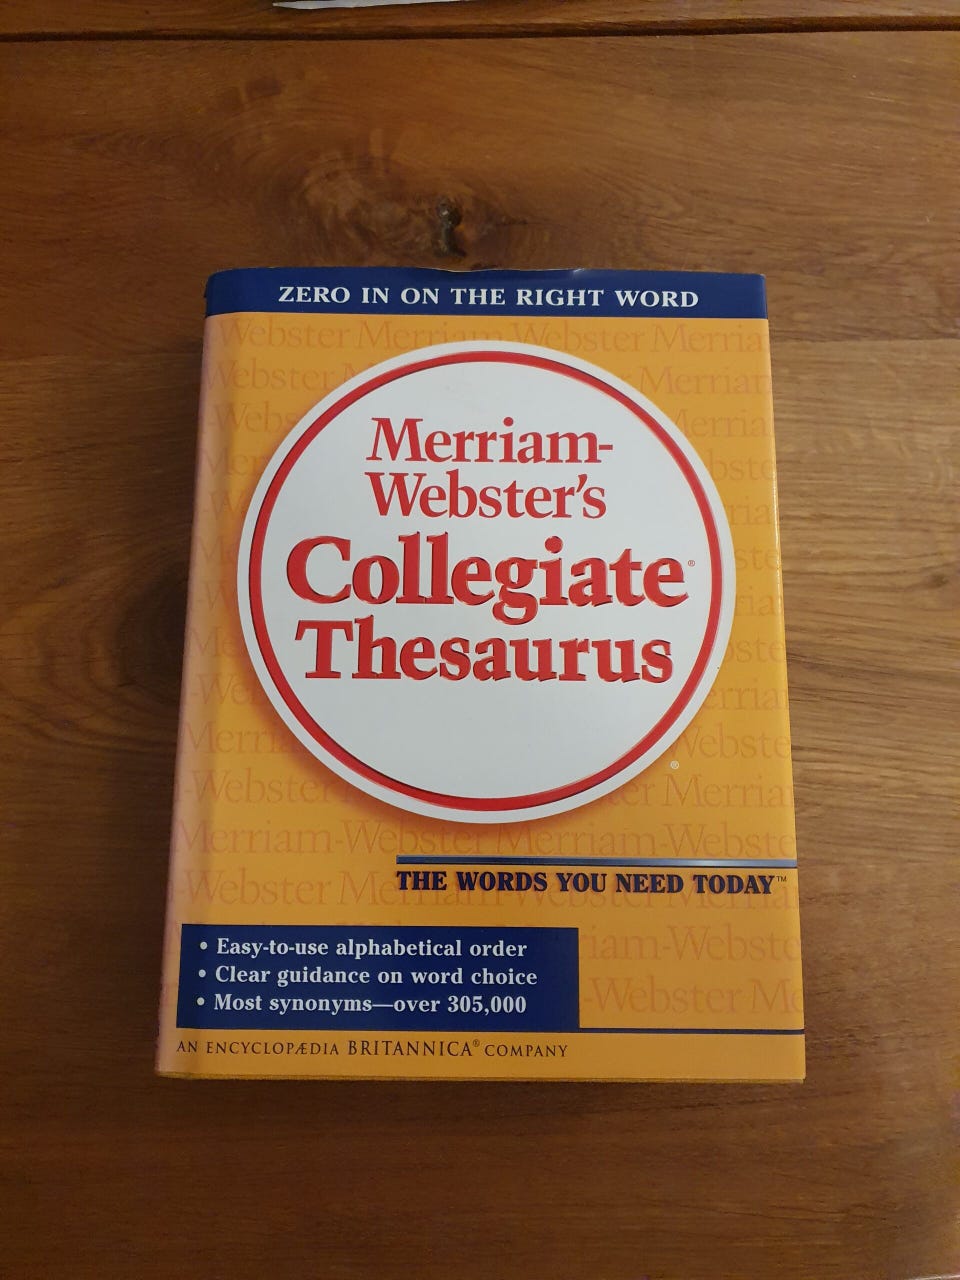 ZERO IN ON THE RIGHT WORD
Merriam-
Webster's
Collegiate®
Thesaurus
®
THE WORDS YOU NEED TODAY™
• Easy-to-use alphabetical order
• Clear guidance on word choice
• Most synonyms—over 305,000
AN ENCYCLOPÆDIA BRITANNICA® COMPANY